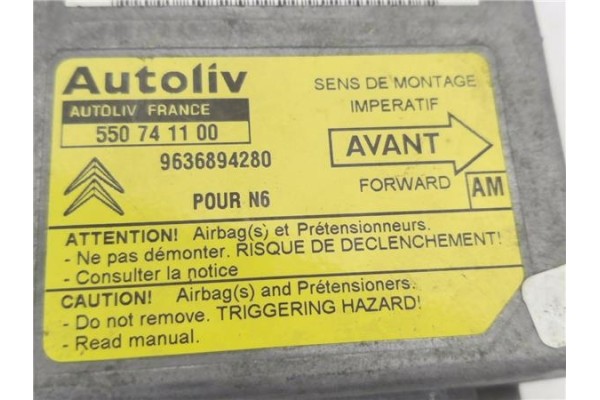 Autoliv
AUTOLIV FRANCE
550 74 11 00
9636894280
POUR N6
SENS DE MONTAGE
IMPERATIF
AVANT
FORWARD
AM
ATTENTION! Airbag(s) et Prétensionneurs.
- Ne pas démonter. RISQUE DE DECLENCHEMENT!
- Consulter la notice
CAUTION! Airbag(s) and Prétensioners.
- Do not remove. TRIGGERING HAZARD!
- Read manual.